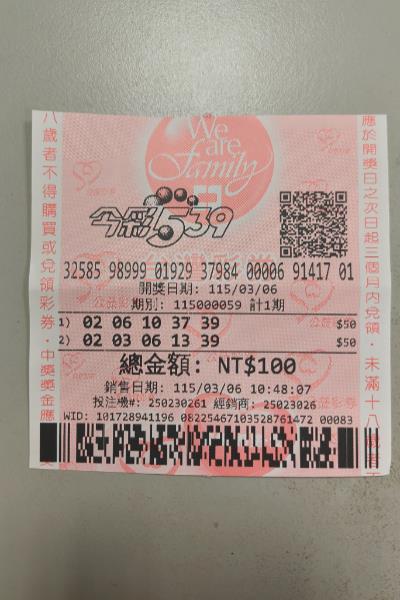 We
are
Family
今彩539
32585 98999 01929 37984 00006 91417 01
開獎日期: 115/03/06
期別: 115000059 計1期
1) 02 06 10 37 39 $50
2) 02 03 06 13 39 $50
總金額: NT$100
銷售日期: 115/03/06 10:48:07
投注機#: 250230261 經銷商: 25023026
WID: 101728941196 08225467103528761472 00083
八歲者不得購買或兌領彩券・中獎獎金應
應於開獎日之次日起三個月內兌領・未滿十八歲者不